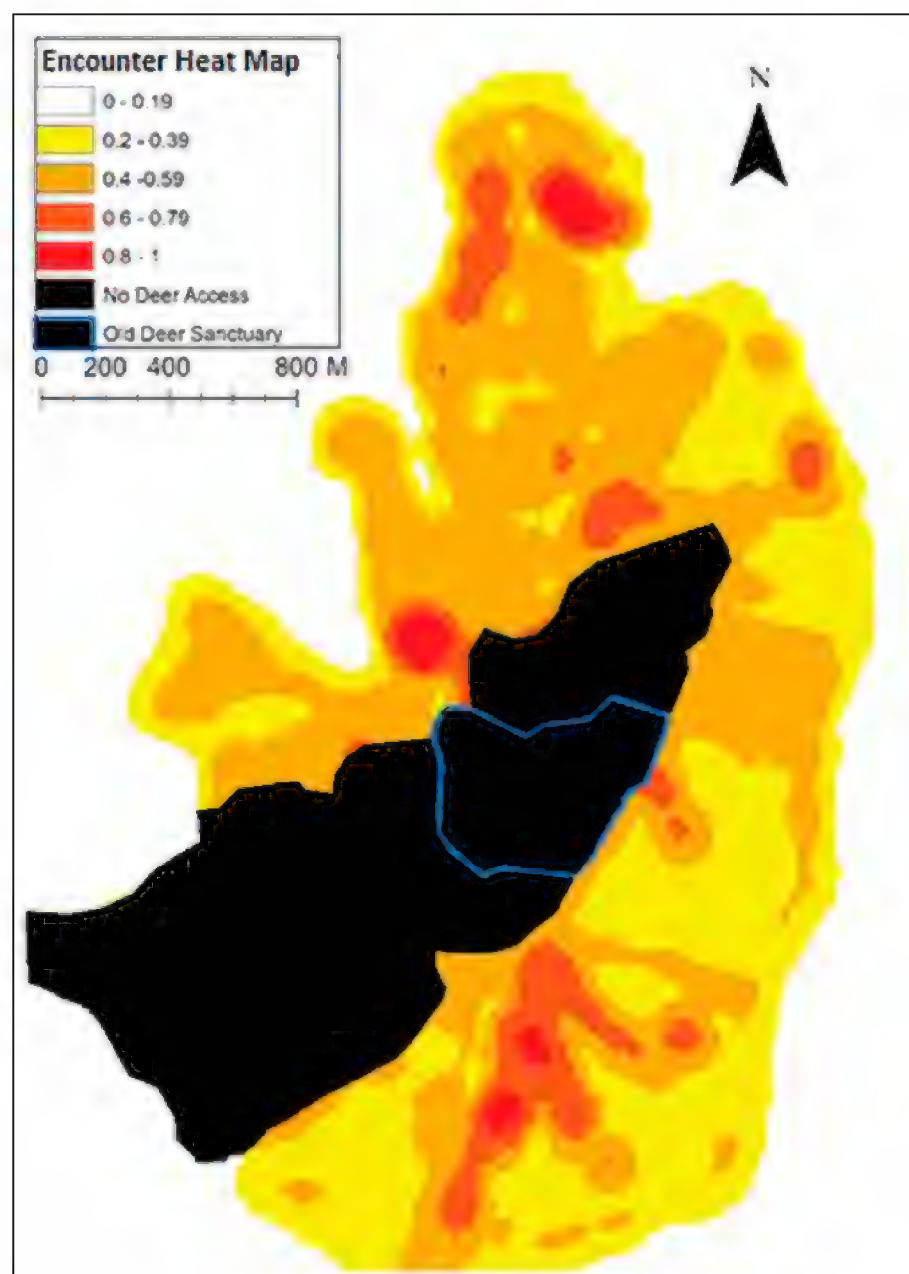 Encounter Heat Map
0 - 0.19
0.2 - 0.39
0.4 -0.59
0.6 - 0.79
0.8 - 1
No Deer Access
Old Deer Sanctuary
0 200 400 800 M
N